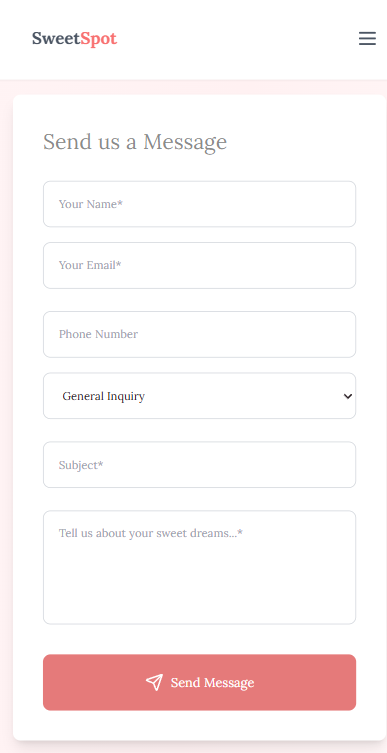 SweetSpot
Send us a Message
Your Name*
Your Email*
Phone Number
General Inquiry
Subject*
Tell us about your sweet dreams...*
Send Message